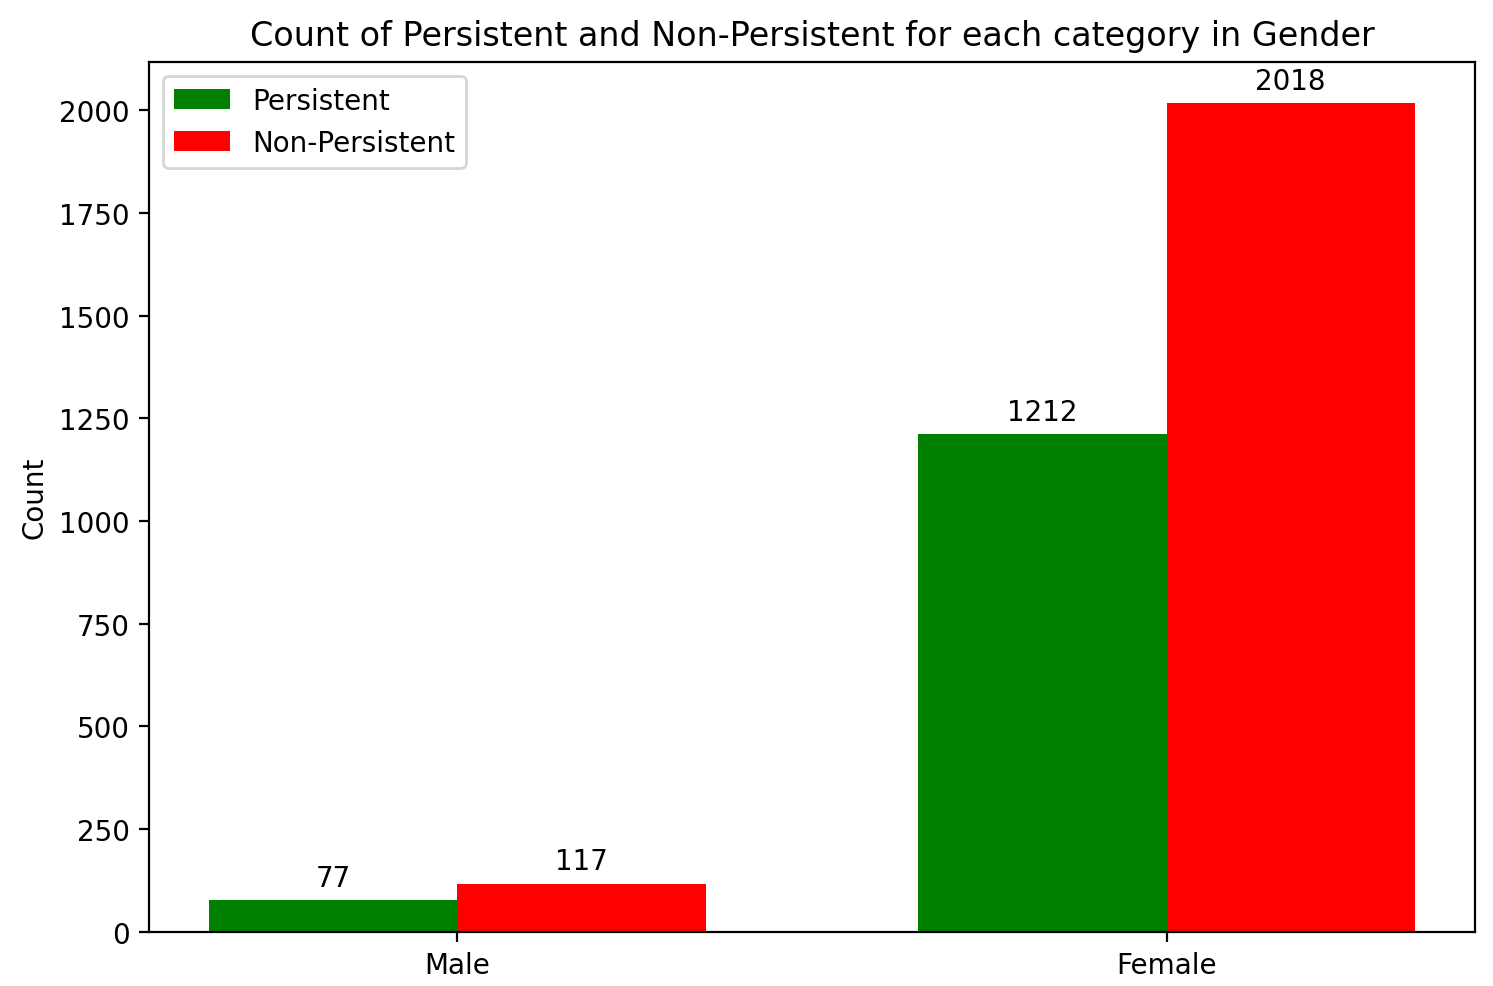 Count of Persistent and Non-Persistent for each category in Gender
Persistent
Non-Persistent
2018
1212
117
77
2000
1750
1500
1250
1000
750
500
250
0
Count
Male
Female